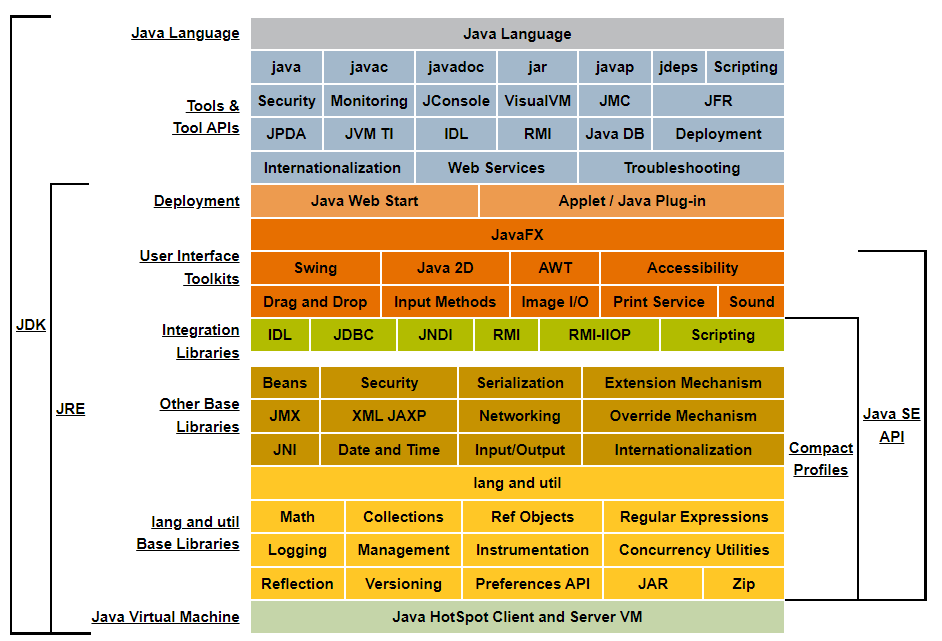 Java Language
Java Language
java javac javadoc jar javap jdeps Scripting
Tools &
Tool APIs
Security Monitoring JConsole VisualVM JMC JFR
JPDA JVM TI IDL RMI Java DB Deployment
Internationalization Web Services Troubleshooting
Deployment
Java Web Start Applet / Java Plug-in
JavaFX
User Interface
Toolkits
Swing Java 2D AWT Accessibility
Drag and Drop Input Methods Image I/O Print Service Sound
Integration
Libraries
IDL JDBC JNDI RMI RMI-IIOP Scripting
JDK
JRE
Other Base
Libraries
Beans Security Serialization Extension Mechanism
JMX XML JAXP Networking Override Mechanism
JNI Date and Time Input/Output Internationalization
Java SE
API
Compact
Profiles
lang and util
lang and util
Base Libraries
Math Collections Ref Objects Regular Expressions
Logging Management Instrumentation Concurrency Utilities
Reflection Versioning Preferences API JAR Zip
Java Virtual Machine
Java HotSpot Client and Server VM